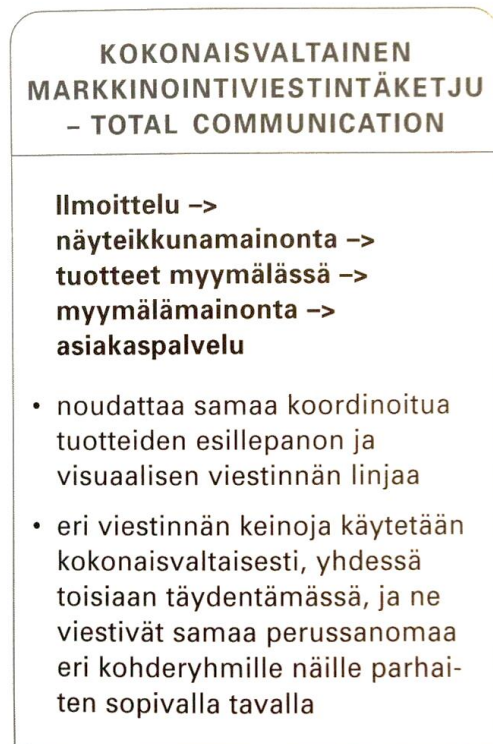 KOKONAISVALTAINEN
MARKKINOINTIVIESTINTÄKETJU
– TOTAL COMMUNICATION
Ilmoittelu –>
näyteikkunamainonta –>
tuotteet myymälässä –>
myymälämainonta –>
asiakaspalvelu
• noudattaa samaa koordinoitua
tuotteiden esillepanon ja
visuaalisen viestinnän linjaa
• eri viestinnän keinoja käytetään
kokonaisvaltaisesti, yhdessä
toisiaan täydentämässä, ja ne
viestivät samaa perussanomaa
eri kohderyhmille näille parhai-
ten sopivalla tavalla